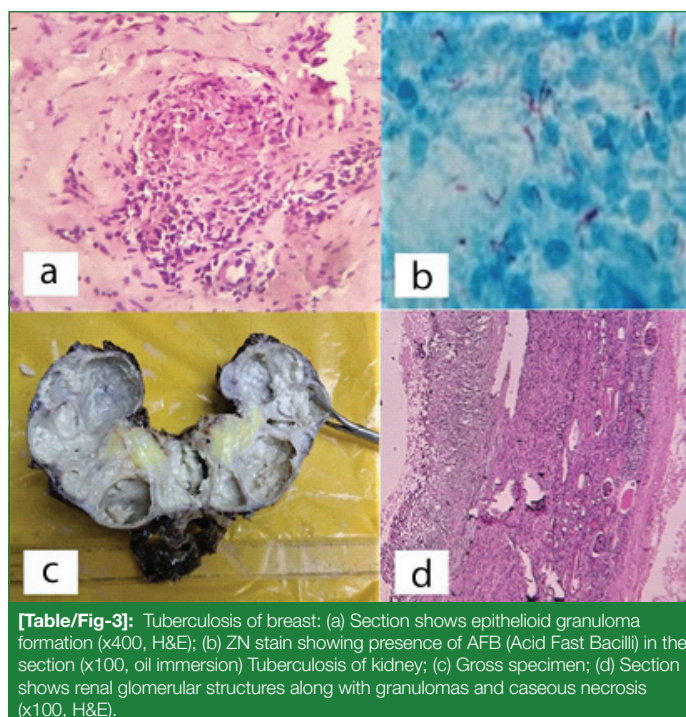 a
b
c
d
[Table/Fig-3]: Tuberculosis of breast: (a) Section shows epithelioid granuloma
formation (x400, H&E); (b) ZN stain showing presence of AFB (Acid Fast Bacilli) in the
section (x100, oil immersion) Tuberculosis of kidney; (c) Gross specimen; (d) Section
shows renal glomerular structures along with granulomas and caseous necrosis
(x100, H&E).